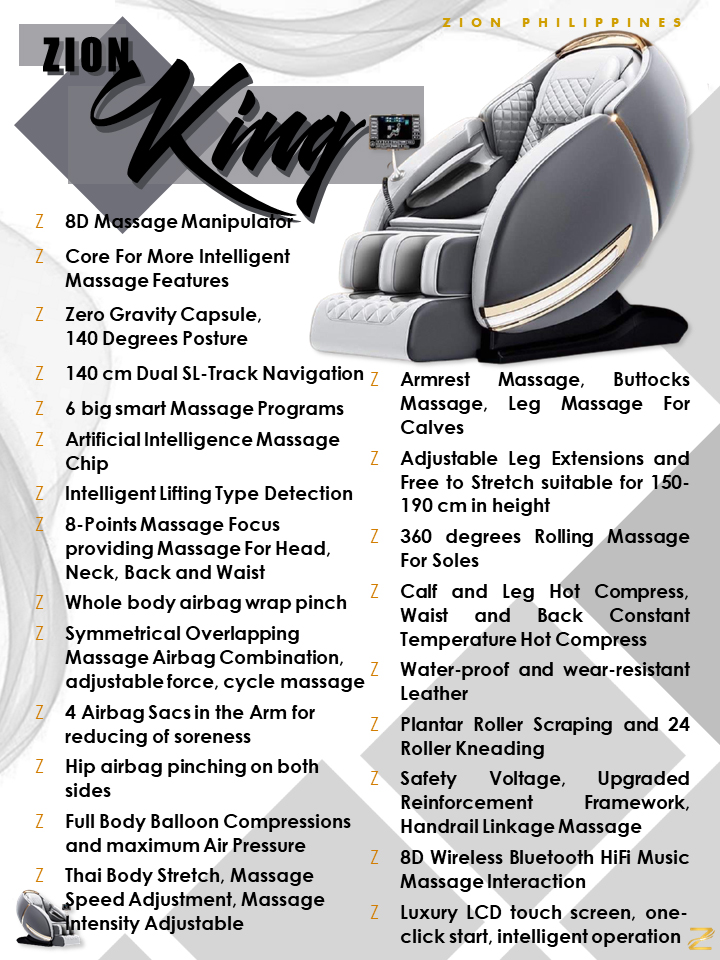 ZION PHILIPPINES
ZION
King
Z 8D Massage Manipulator
Z Core For More Intelligent
Massage Features
Z Zero Gravity Capsule,
140 Degrees Posture
Z 140 cm Dual SL-Track Navigation
Z 6 big smart Massage Programs
Z Artificial Intelligence Massage
Chip
Z Intelligent Lifting Type Detection
Z 8-Points Massage Focus
providing Massage For Head,
Neck, Back and Waist
Z Whole body airbag wrap pinch
Z Symmetrical Overlapping
Massage Airbag Combination,
adjustable force, cycle massage
Z 4 Airbag Sacs in the Arm for
reducing of soreness
Z Hip airbag pinching on both
sides
Z Full Body Balloon Compressions
and maximum Air Pressure
Z Thai Body Stretch, Massage
Speed Adjustment, Massage
Intensity Adjustable
Z Armrest Massage, Buttocks
Massage, Leg Massage For
Calves
Z Adjustable Leg Extensions and
Free to Stretch suitable for 150-
190 cm in height
Z 360 degrees Rolling Massage
For Soles
Z Calf and Leg Hot Compress,
Waist and Back Constant
Temperature Hot Compress
Z Water-proof and wear-resistant
Leather
Z Plantar Roller Scraping and 24
Roller Kneading
Z Safety Voltage, Upgraded
Reinforcement Framework,
Handrail Linkage Massage
Z 8D Wireless Bluetooth HiFi Music
Massage Interaction
Z Luxury LCD touch screen, one-
click start, intelligent operation
Z